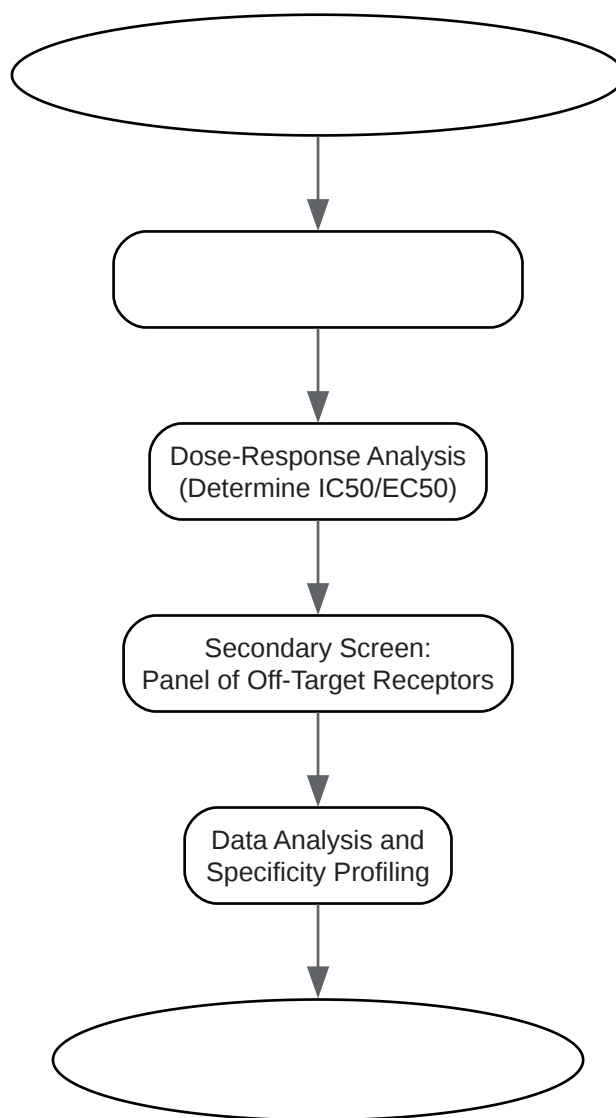 Dose-Response Analysis
(Determine IC50/EC50)
Secondary Screen:
Panel of Off-Target Receptors
Data Analysis and
Specificity Profiling